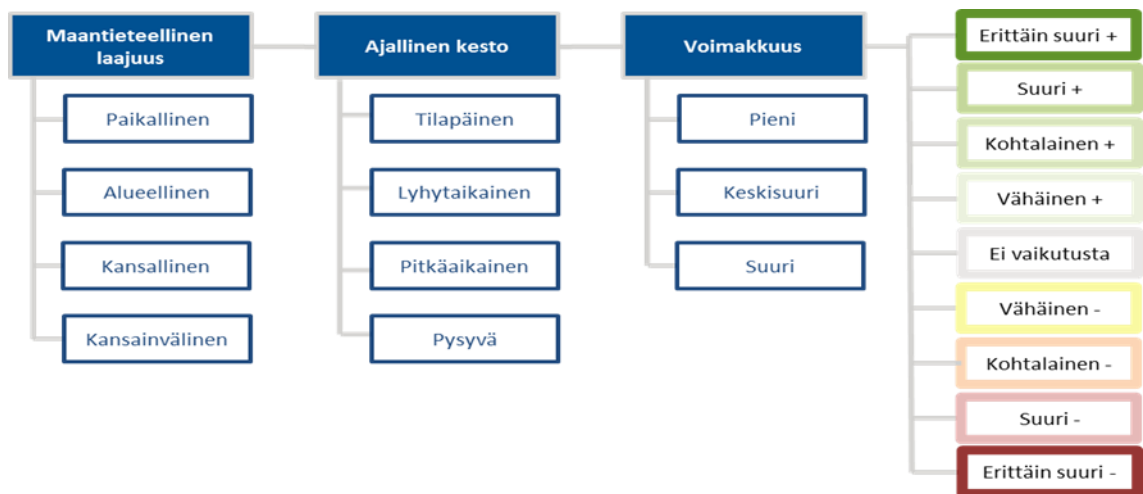 Maantieteellinen
laajuus
Paikallinen
Alueellinen
Kansallinen
Kansainvälinen
Ajallinen kesto
Tilapäinen
Lyhytaikainen
Pitkäaikainen
Pysyvä
Voimakkuus
Pieni
Keskisuuri
Suuri
Erittäin suuri +
Suuri +
Kohtalainen +
Vähäinen +
Ei vaikutusta
Vähäinen -
Kohtalainen -
Suuri -
Erittäin suuri -